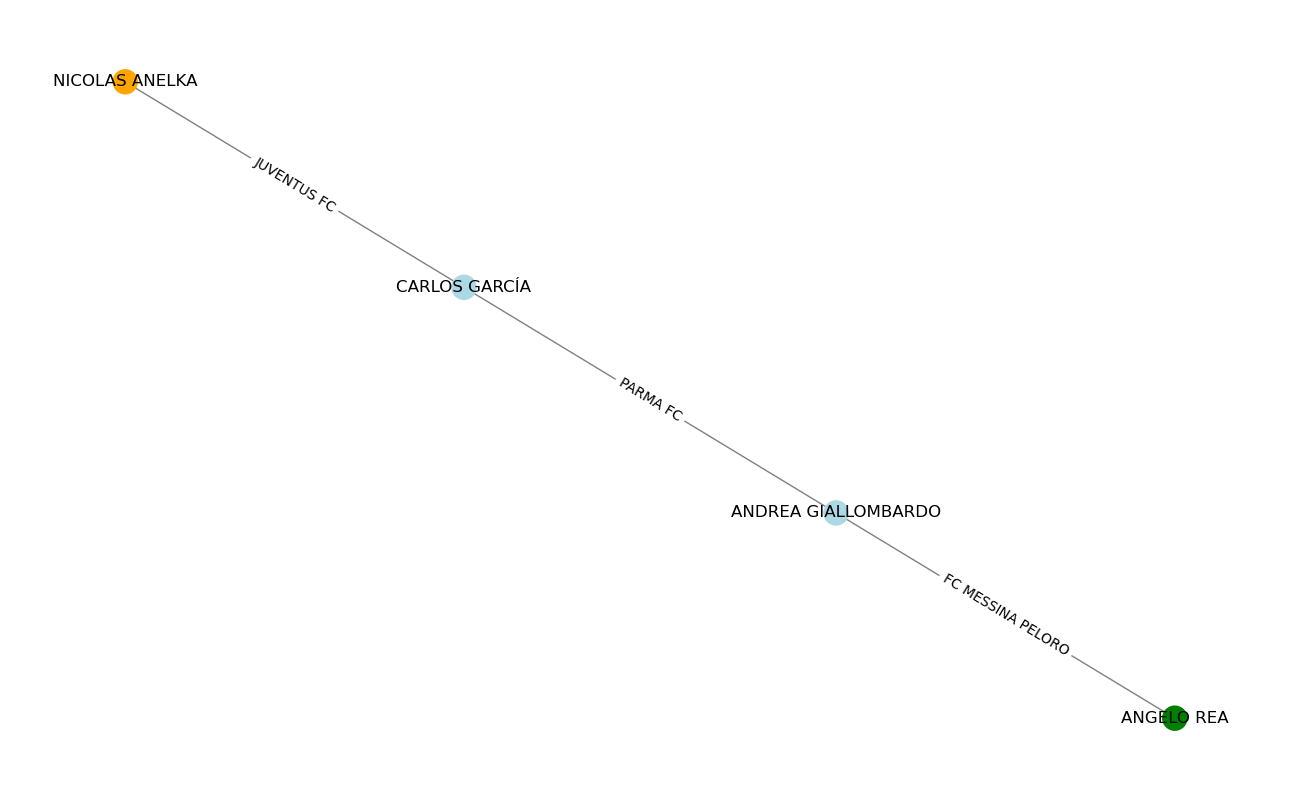 NICOLAS ANELKA
JUVENTUS FC
CARLOS GARCÍA
PARMA FC
ANDREA GIALLOMBARDO
FC MESSINA PELORO
ANGELO REA